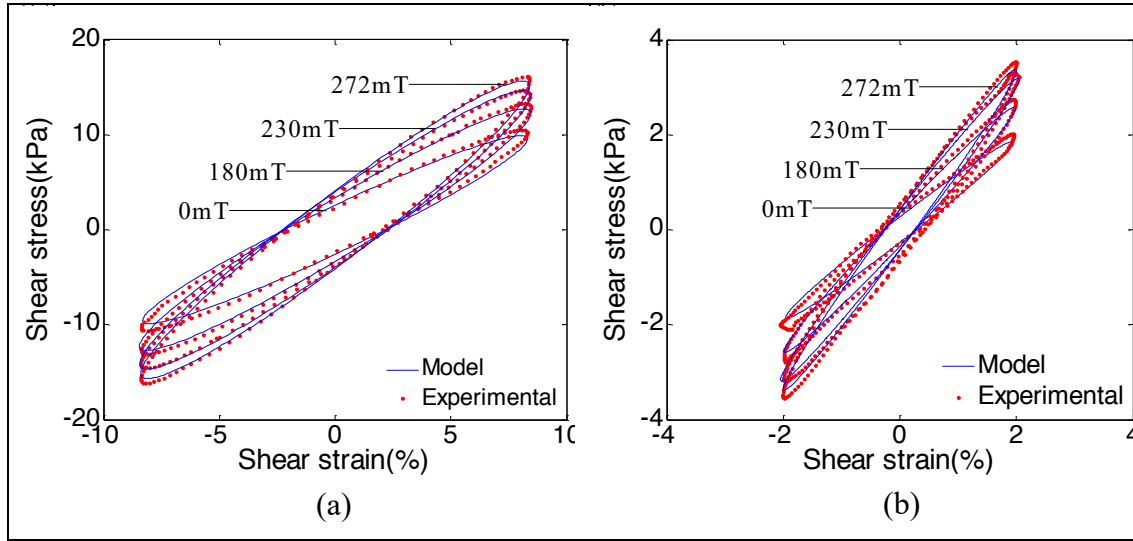 20
10
0
-10
-20
-10
-5
0
5
10
Shear stress(kPa)
Shear strain(%)
272mT
230mT
180mT
0mT
Model
Experimental
(a)
4
2
0
-2
-4
-4
-2
0
2
4
Shear stress(kPa)
Shear strain(%)
272mT
230mT
180mT
0mT
Model
Experimental
(b)